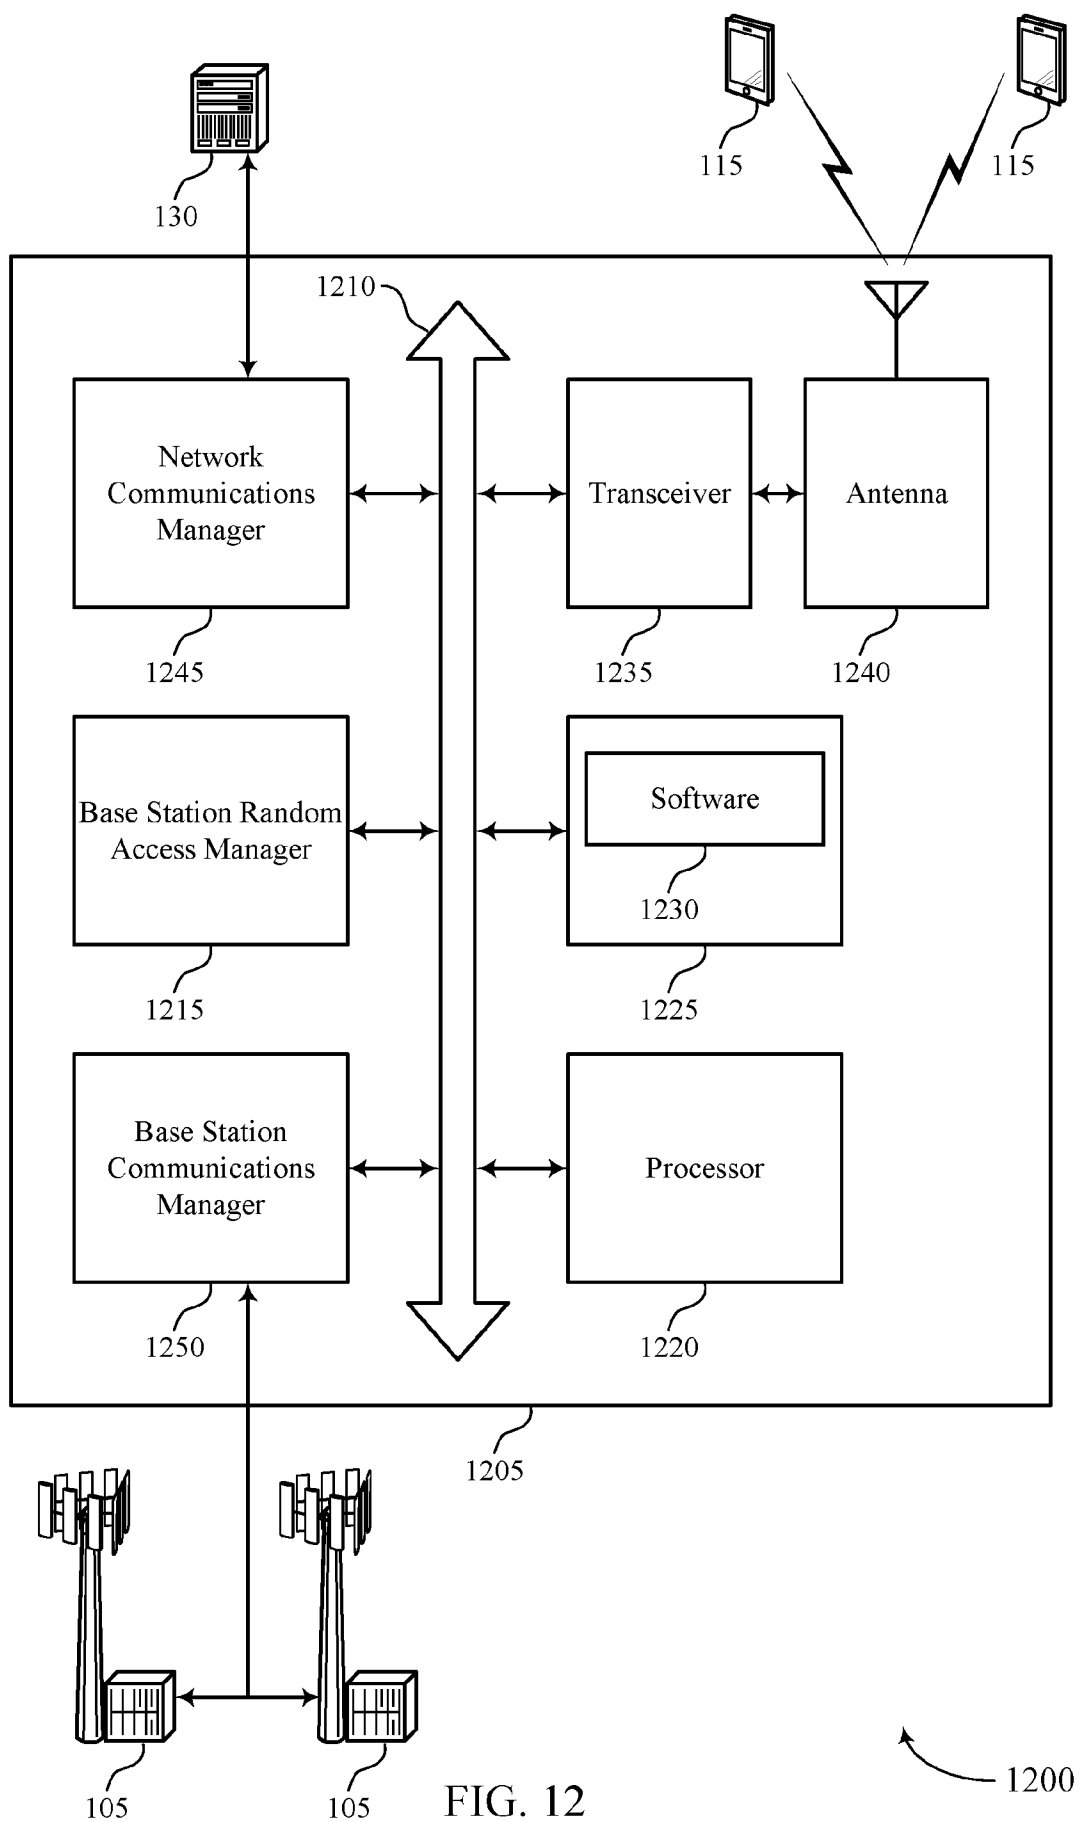 115
115
130
1210
Network
Communications
Manager
Transceiver
Antenna
1245
1235
1240
Base Station Random
Access Manager
Software
1230
1215
1225
Base Station
Communications
Manager
Processor
1250
1220
1205
105
105
FIG. 12
1200